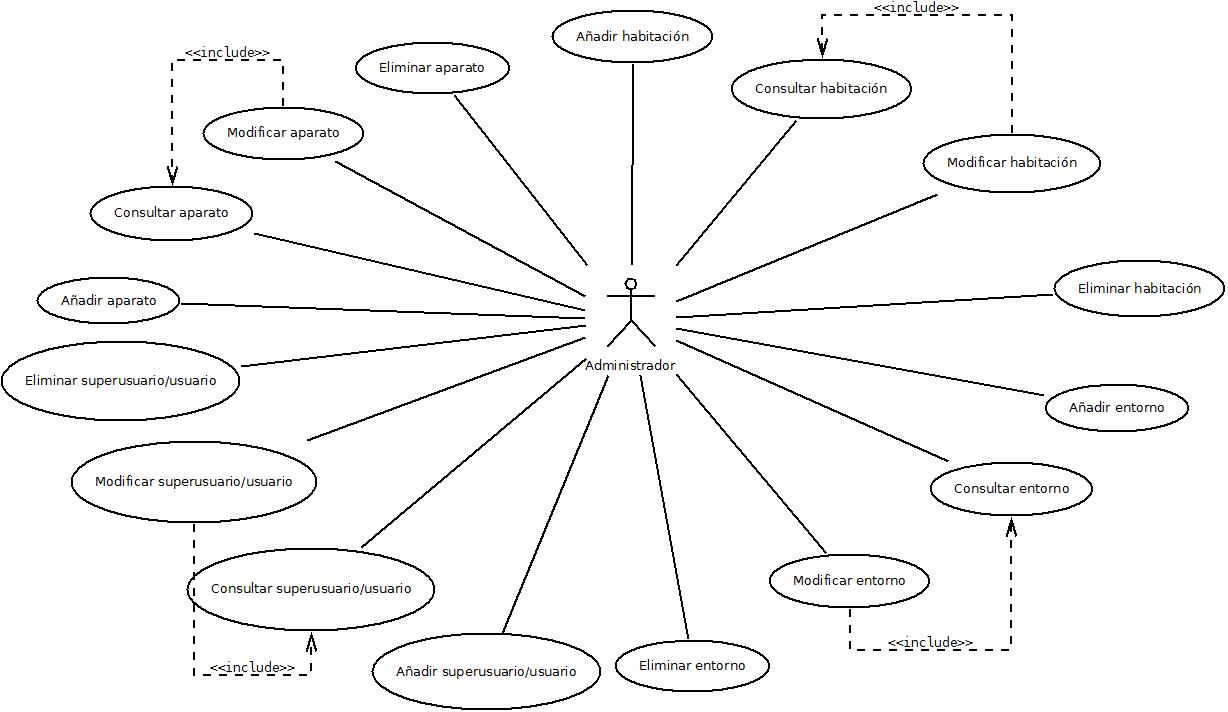 <<include>>
Añadir habitación
<<include>>
Eliminar aparato
Consultar habitación
Modificar aparato
Modificar habitación
Consultar aparato
Añadir aparato
Eliminar habitación
Administrador
Eliminar superusuario/usuario
Añadir entorno
Modificar superusuario/usuario
Consultar entorno
Modificar entorno
Consultar superusuario/usuario
<<include>>
<<include>>
Añadir superusuario/usuario
Eliminar entorno